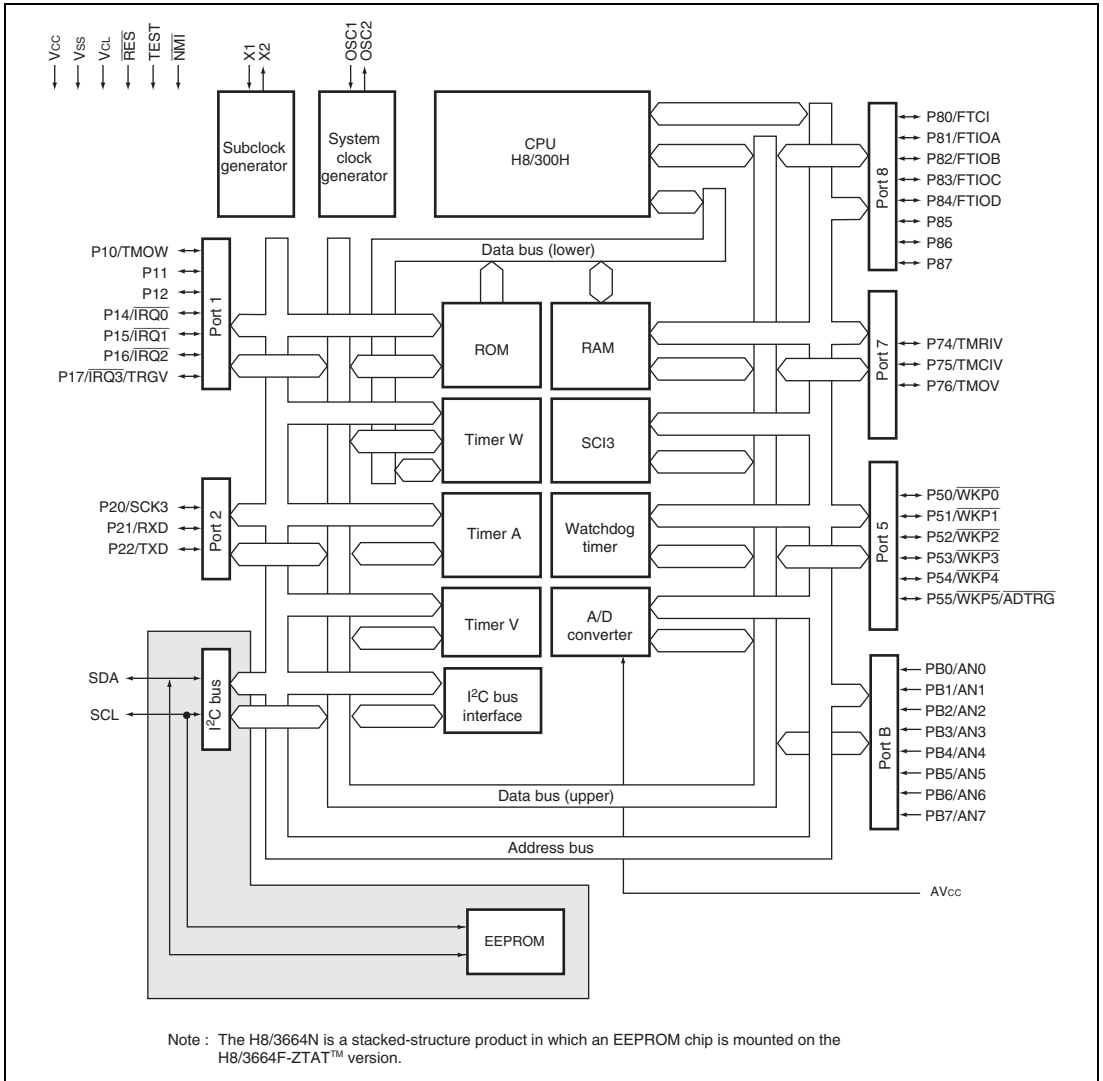 VCC
VSS
VCL
RES
TEST
NMI
X1
X2
OSC1
OSC2
Subclock
generator
System
clock
generator
CPU
H8/300H
P80/FTCI
P81/FTIOA
P82/FTIOB
P83/FTIOC
P84/FTIOD
P85
P86
P87
Port 8
Data bus (lower)
P10/TMOW
P11
P12
P14/IRQ0
P15/IRQ1
P16/IRQ2
P17/IRQ3/TRGV
Port 1
ROM
RAM
Port 7
P74/TMRIV
P75/TMCIV
P76/TMOV
Timer W
SCI3
P20/SCK3
P21/RXD
P22/TXD
Port 2
Timer A
Watchdog
timer
Port 5
P50/WKP0
P51/WKP1
P52/WKP2
P53/WKP3
P54/WKP4
P55/WKP5/ADTRG
Timer V
A/D
converter
SDA
SCL
I²C bus
I²C bus
interface
Port B
PB0/AN0
PB1/AN1
PB2/AN2
PB3/AN3
PB4/AN4
PB5/AN5
PB6/AN6
PB7/AN7
Data bus (upper)
Address bus
AVCC
EEPROM
Note : The H8/3664N is a stacked-structure product in which an EEPROM chip is mounted on the
H8/3664F-ZTAT™ version.